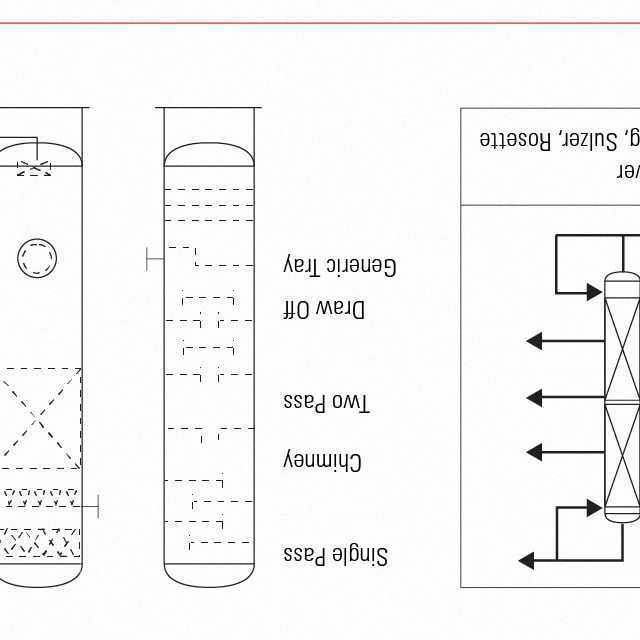 Single Pass
Chimney
Two Pass
Draw Off
Generic Tray
ver
g, Sulzer, Rosette